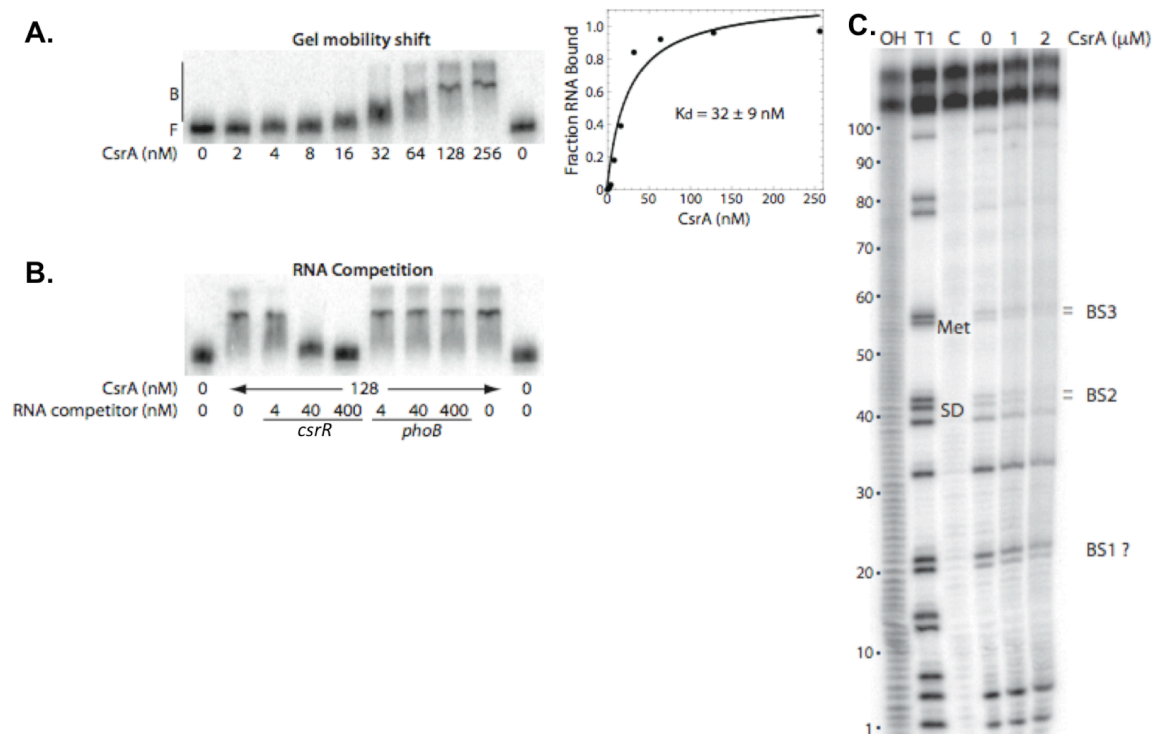 A.
Gel mobility shift
B
F
CsrA (nM) 0 2 4 8 16 32 64 128 256 0
Fraction RNA Bound
1.0
0.8
0.6
0.4
0.2
0
Kd = 32 ± 9 nM
0 50 100 150 200 250
CsrA (nM)
B.
RNA Competition
CsrA (nM) 0 128 0
RNA competitor (nM) 0 0 4 40 400 4 40 400 0 0
csrR phoB
C.
OH T1 C 0 1 2 CsrA (μM)
100
90
80
70
60
= BS3
Met
50
= BS2
SD
40
30
BS1 ?
20
10
1